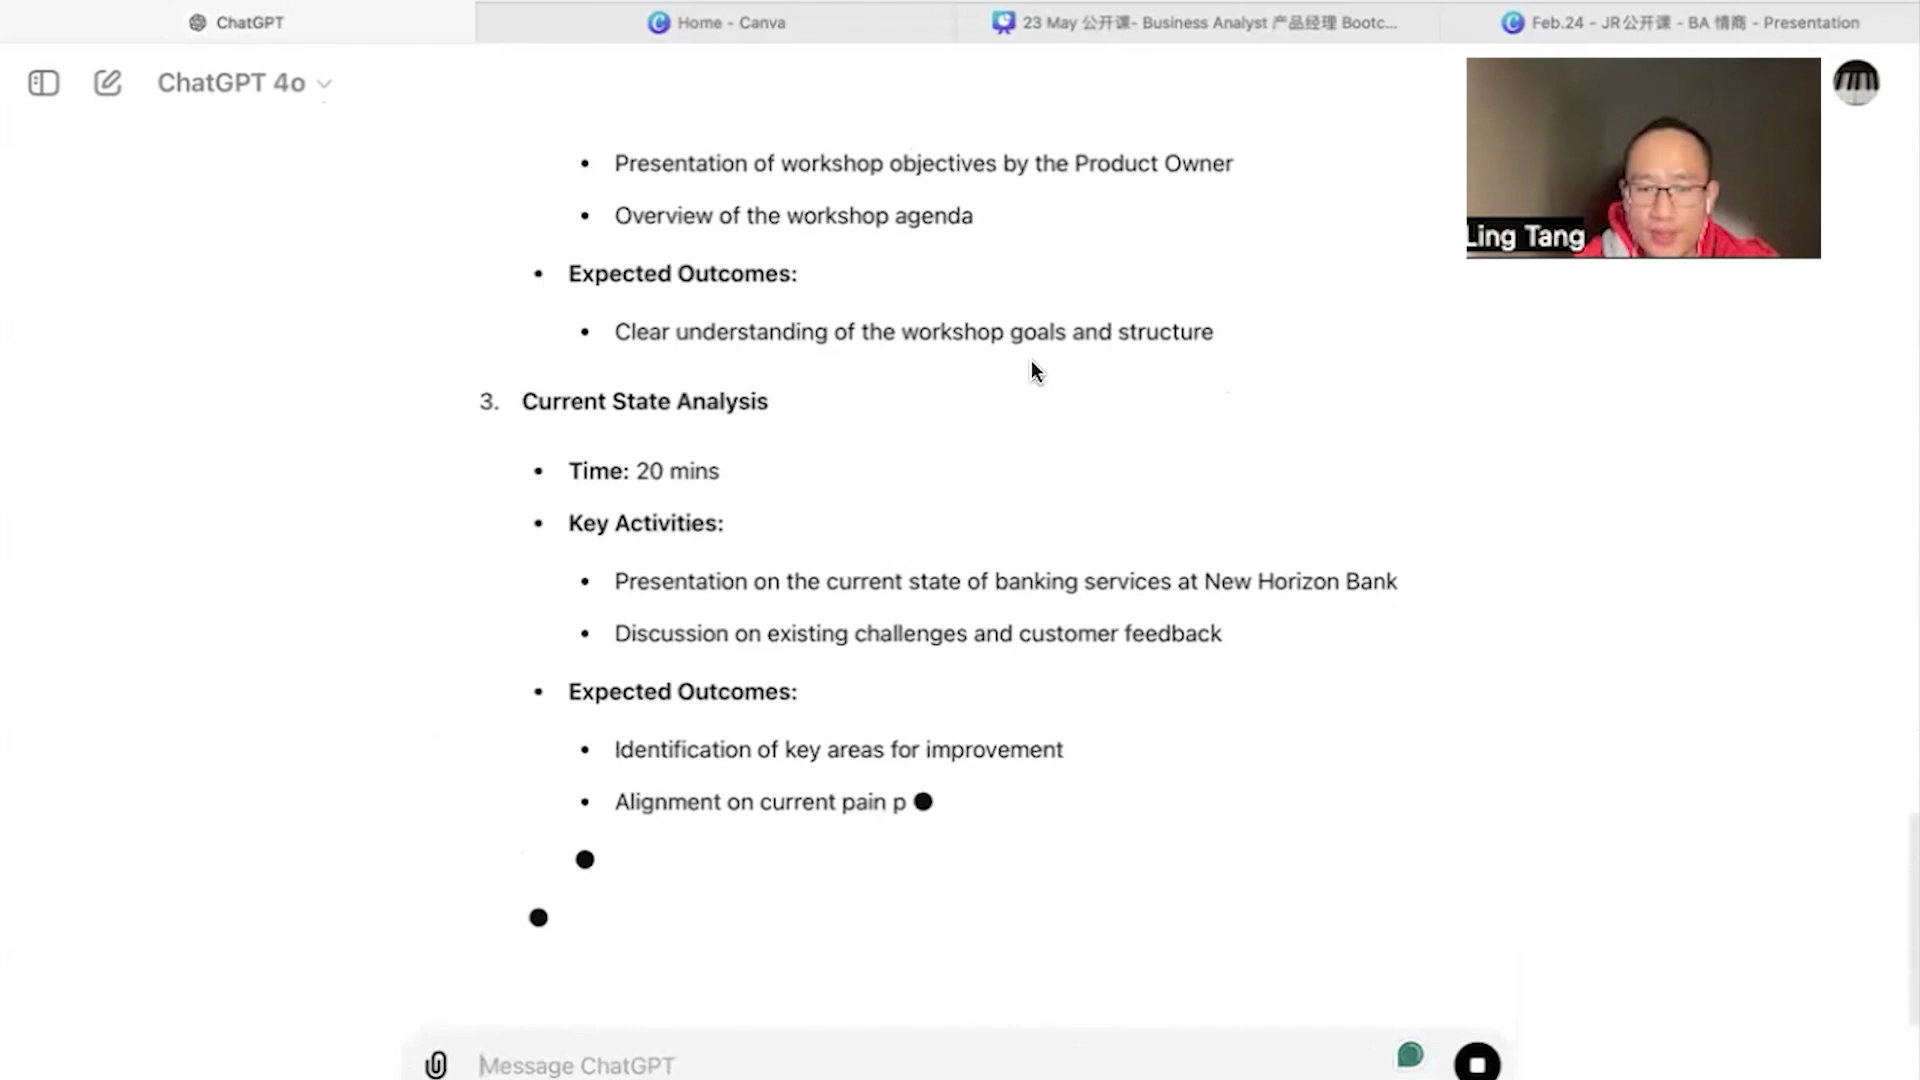 ChatGPT
Home - Canva
23 May 公开课- Business Analyst 产品经理 Bootc...
Feb.24 - JR公开课 - BA 情商 - Presentation
ChatGPT 4o
Presentation of workshop objectives by the Product Owner
Overview of the workshop agenda
Ling Tang
Expected Outcomes:
Clear understanding of the workshop goals and structure
3. Current State Analysis
Time: 20 mins
Key Activities:
Presentation on the current state of banking services at New Horizon Bank
Discussion on existing challenges and customer feedback
Expected Outcomes:
Identification of key areas for improvement
Alignment on current pain p
Message ChatGPT